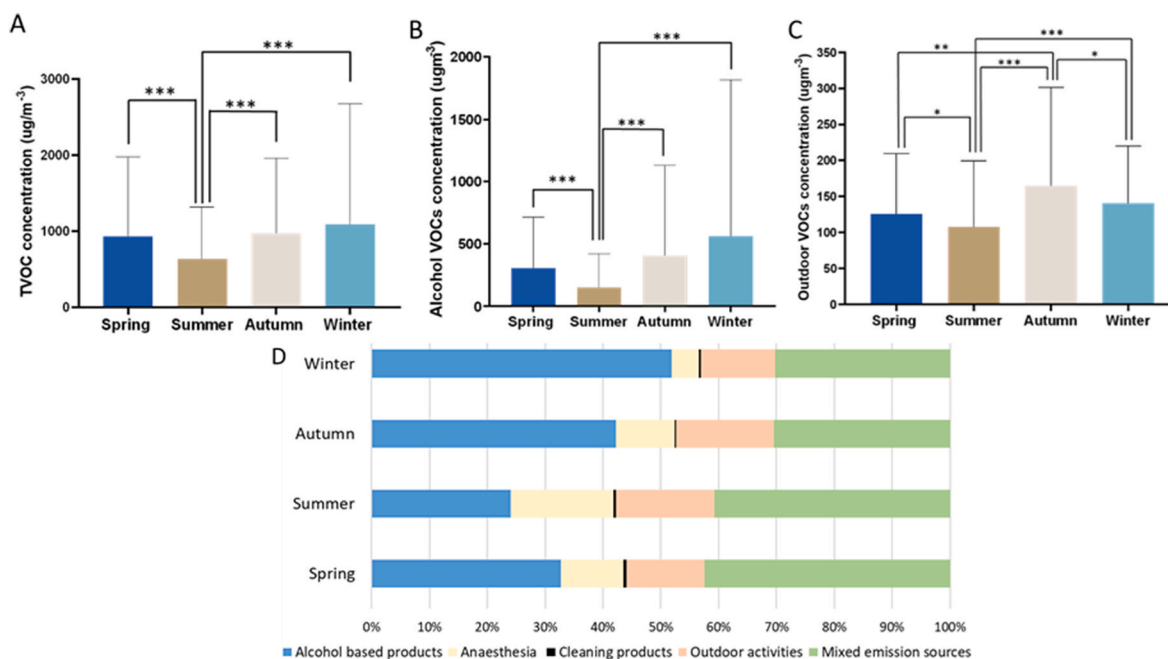 A
TVOC concentration (ug/m⁻³)
3000
2000
1000
0
***
***
***
Spring Summer Autumn Winter
B
Alcohol VOCs concentration (ugm⁻³)
2000
1500
1000
500
0
***
***
***
Spring Summer Autumn Winter
C
Outdoor VOCs concentration (ugm⁻³)
350
300
250
200
150
100
50
0
***
**
***
*
*
Spring Summer Autumn Winter
D
Winter
Autumn
Summer
Spring
0% 10% 20% 30% 40% 50% 60% 70% 80% 90% 100%
Alcohol based products Anaesthesia Cleaning products Outdoor activities Mixed emission sources